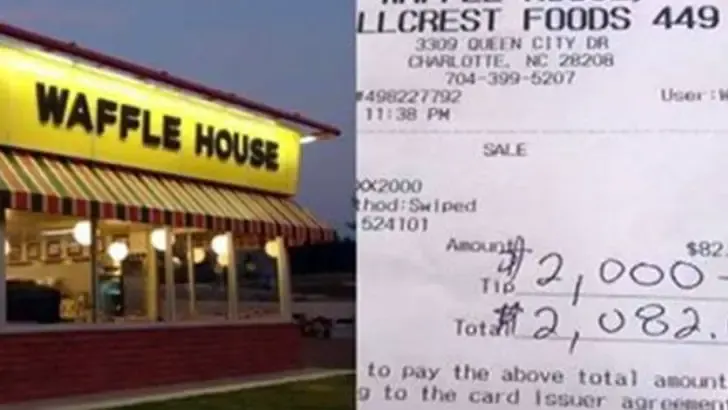 WAFFLE HOUSE
LLCREST FOODS 449
3309 QUEEN CITY DR
CHARLOTTE, NC 28208
704-399-5207
#498227792 User:
11:38 PM
SALE
XX2000
thod:Swiped
524101
Amount: $82.
Tip $2,000
Total $2,082.
to pay the above total amount
g to the card issuer agreemen